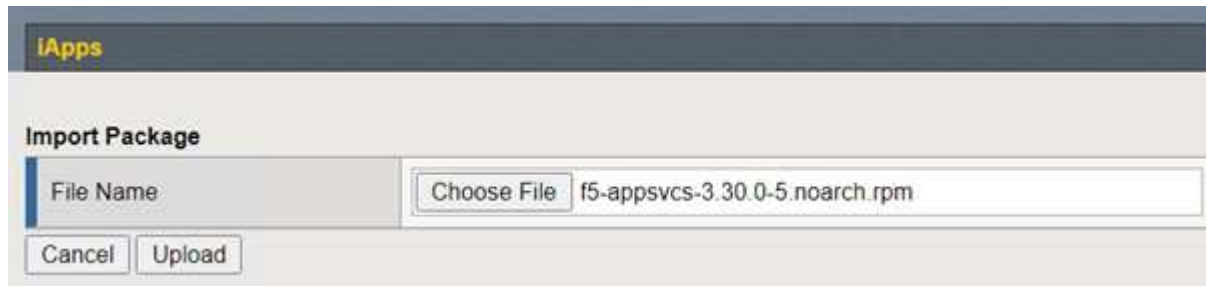 iApps
Import Package
File Name Choose File f5-appsvcs-3.30.0-5.noarch.rpm
Cancel Upload